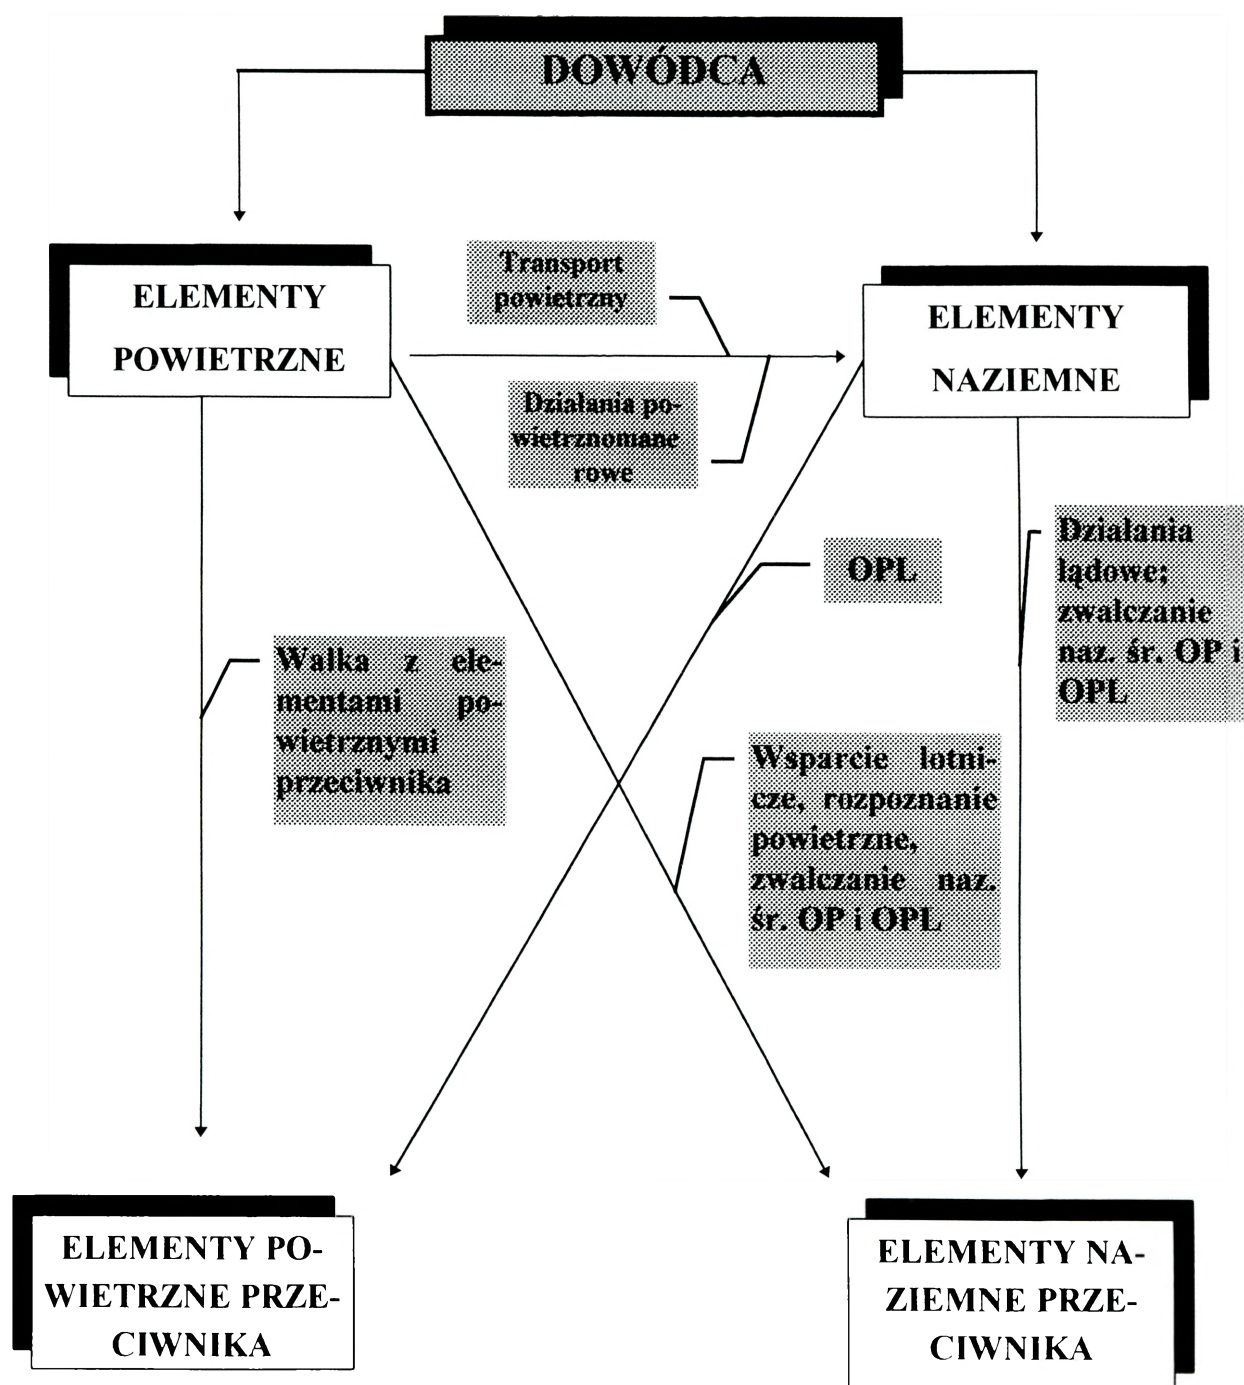 DOWÓDCA
ELEMENTY
POWIETRZNE
Transport
powietrzny
ELEMENTY
NAZIEMNE
Działania po-
wietrznomane
rowe
OPL
Działania
lądowe;
zwalczanie
naz. śr. OP i
OPL
Walka z ele-
mentami po-
wietrznymi
przeciwnika
Wsparcie lotni-
cze, rozpoznanie
powietrzne,
zwalczanie naz.
śr. OP i OPL
ELEMENTY PO-
WIETRZNE PRZE-
CIWNIKA
ELEMENTY NA-
ZIEMNE PRZE-
CIWNIKA